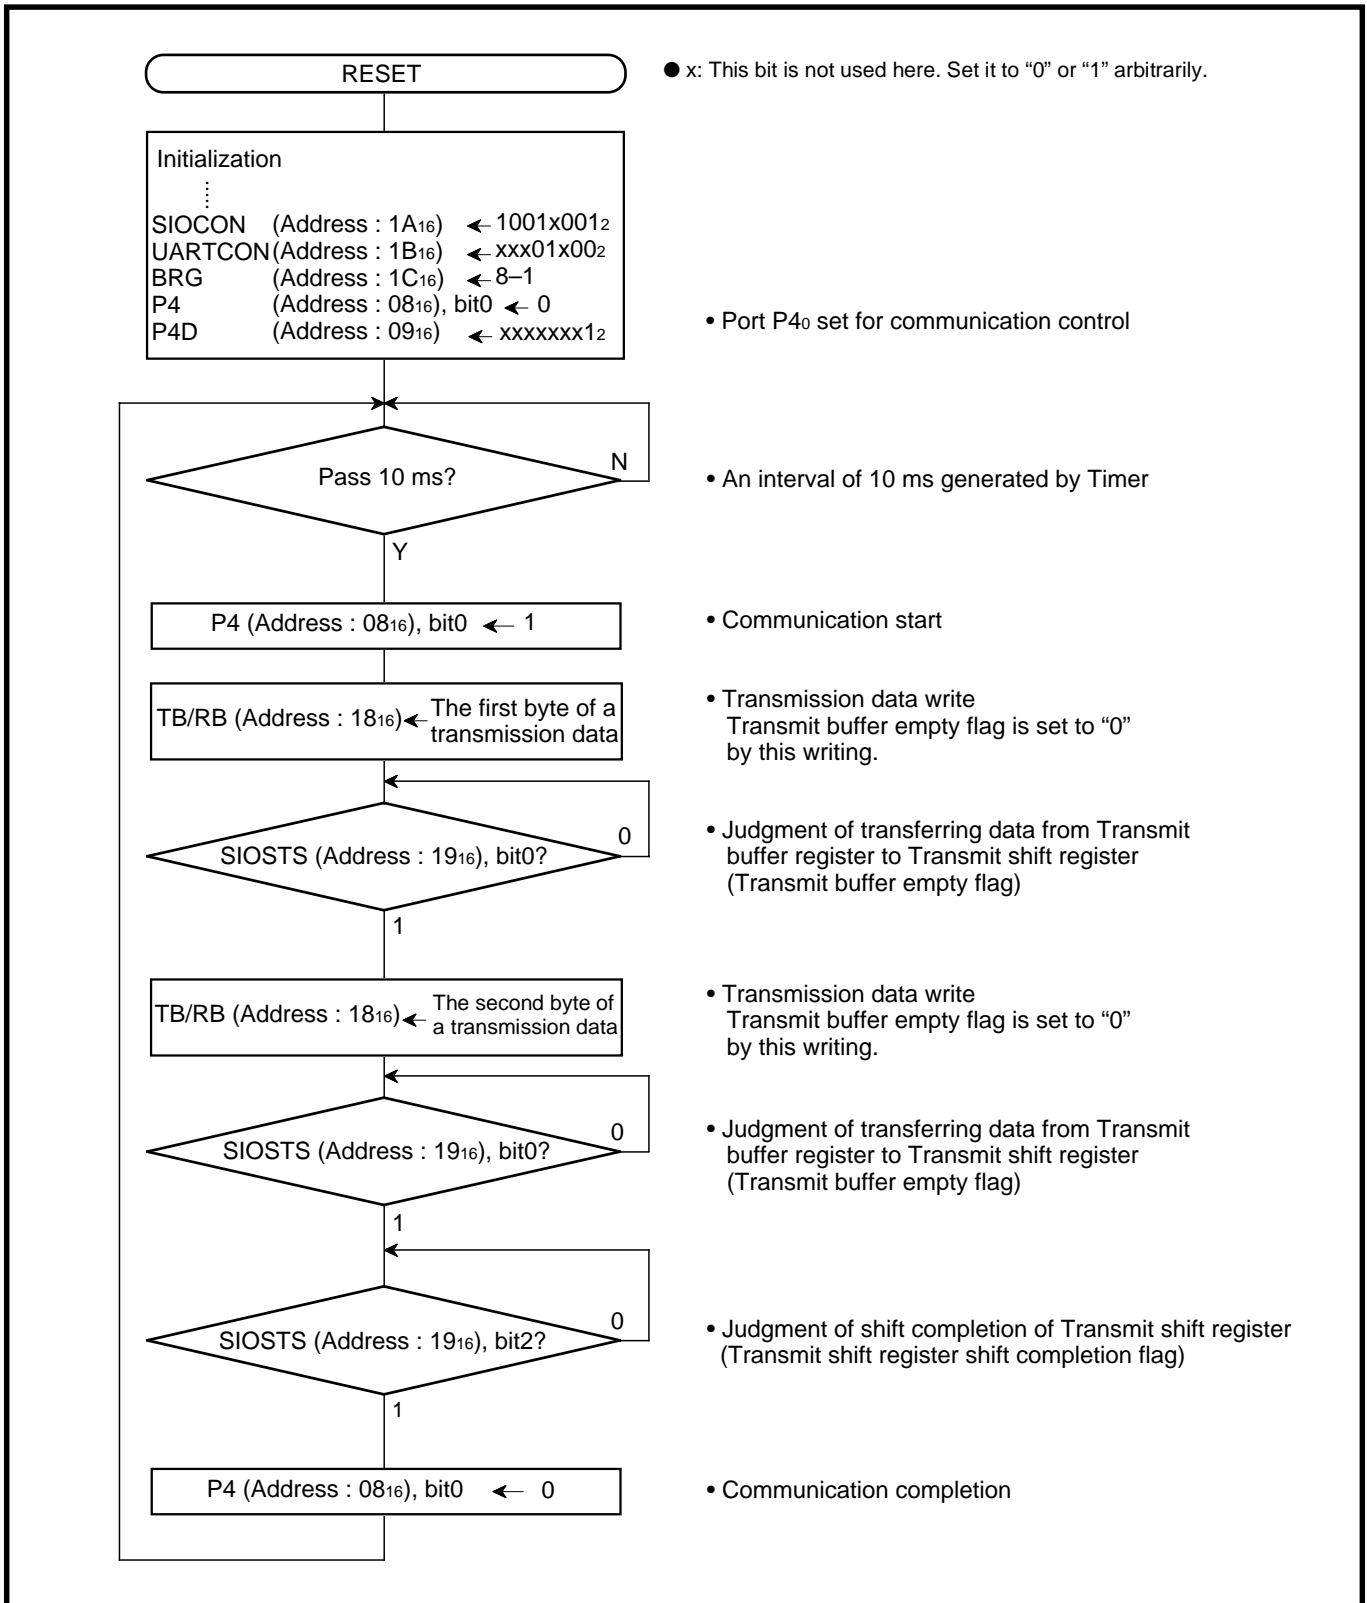 RESET
● x: This bit is not used here. Set it to “0” or “1” arbitrarily.
Initialization
SIOCON (Address : 1A16) ← 1001x0012
UARTCON (Address : 1B16) ← xxx01x002
BRG (Address : 1C16) ← 8–1
P4 (Address : 0816), bit0 ← 0
P4D (Address : 0916) ← xxxxxxx12
• Port P40 set for communication control
Pass 10 ms?
N
• An interval of 10 ms generated by Timer
Y
P4 (Address : 0816), bit0 ← 1
• Communication start
TB/RB (Address : 1816) ← The first byte of a
transmission data
• Transmission data write
Transmit buffer empty flag is set to “0”
by this writing.
SIOSTS (Address : 1916), bit0?
0
• Judgment of transferring data from Transmit
buffer register to Transmit shift register
(Transmit buffer empty flag)
1
TB/RB (Address : 1816) ← The second byte of
a transmission data
• Transmission data write
Transmit buffer empty flag is set to “0”
by this writing.
SIOSTS (Address : 1916), bit0?
0
• Judgment of transferring data from Transmit
buffer register to Transmit shift register
(Transmit buffer empty flag)
1
SIOSTS (Address : 1916), bit2?
0
• Judgment of shift completion of Transmit shift register
(Transmit shift register shift completion flag)
1
P4 (Address : 0816), bit0 ← 0
• Communication completion